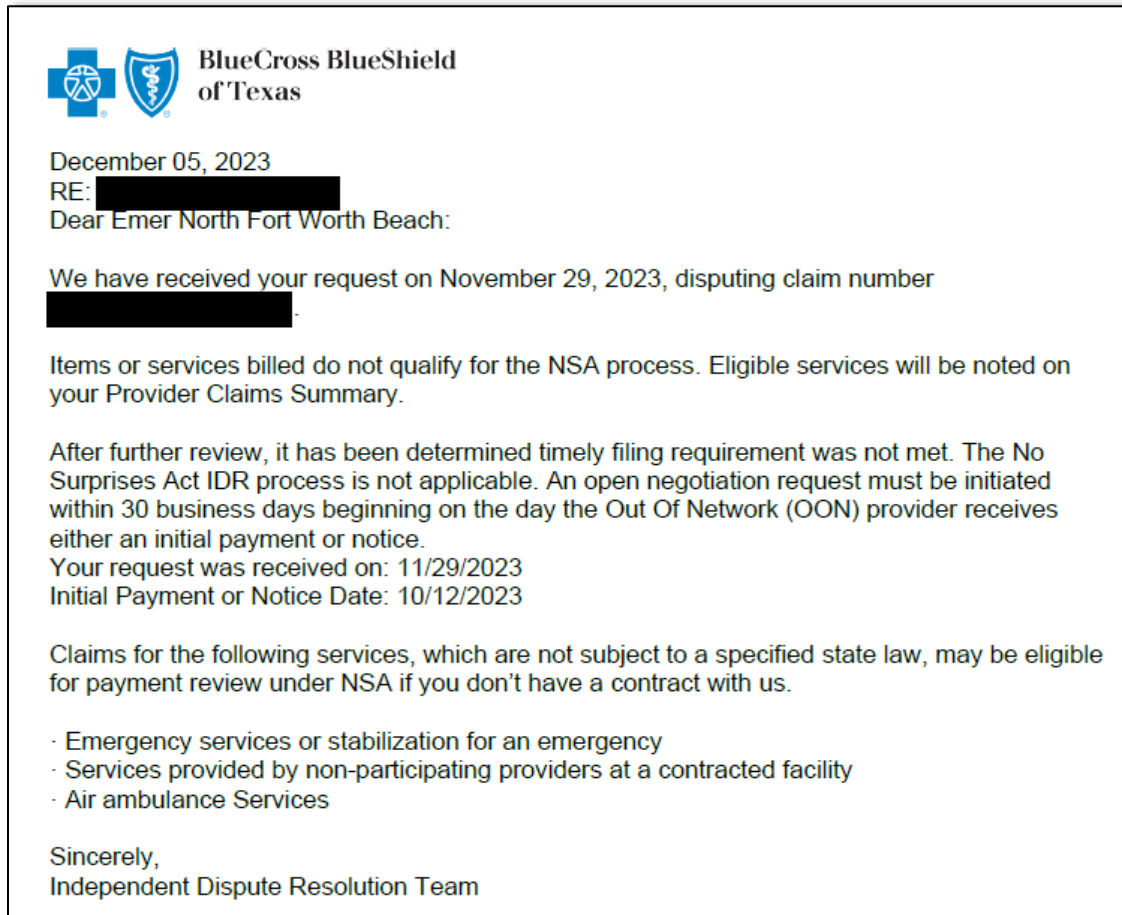 BlueCross BlueShield
of Texas
December 05, 2023
RE:
Dear Emer North Fort Worth Beach:
We have received your request on November 29, 2023, disputing claim number
.
Items or services billed do not qualify for the NSA process. Eligible services will be noted on
your Provider Claims Summary.
After further review, it has been determined timely filing requirement was not met. The No
Surprises Act IDR process is not applicable. An open negotiation request must be initiated
within 30 business days beginning on the day the Out Of Network (OON) provider receives
either an initial payment or notice.
Your request was received on: 11/29/2023
Initial Payment or Notice Date: 10/12/2023
Claims for the following services, which are not subject to a specified state law, may be eligible
for payment review under NSA if you don’t have a contract with us.
· Emergency services or stabilization for an emergency
· Services provided by non-participating providers at a contracted facility
· Air ambulance Services
Sincerely,
Independent Dispute Resolution Team